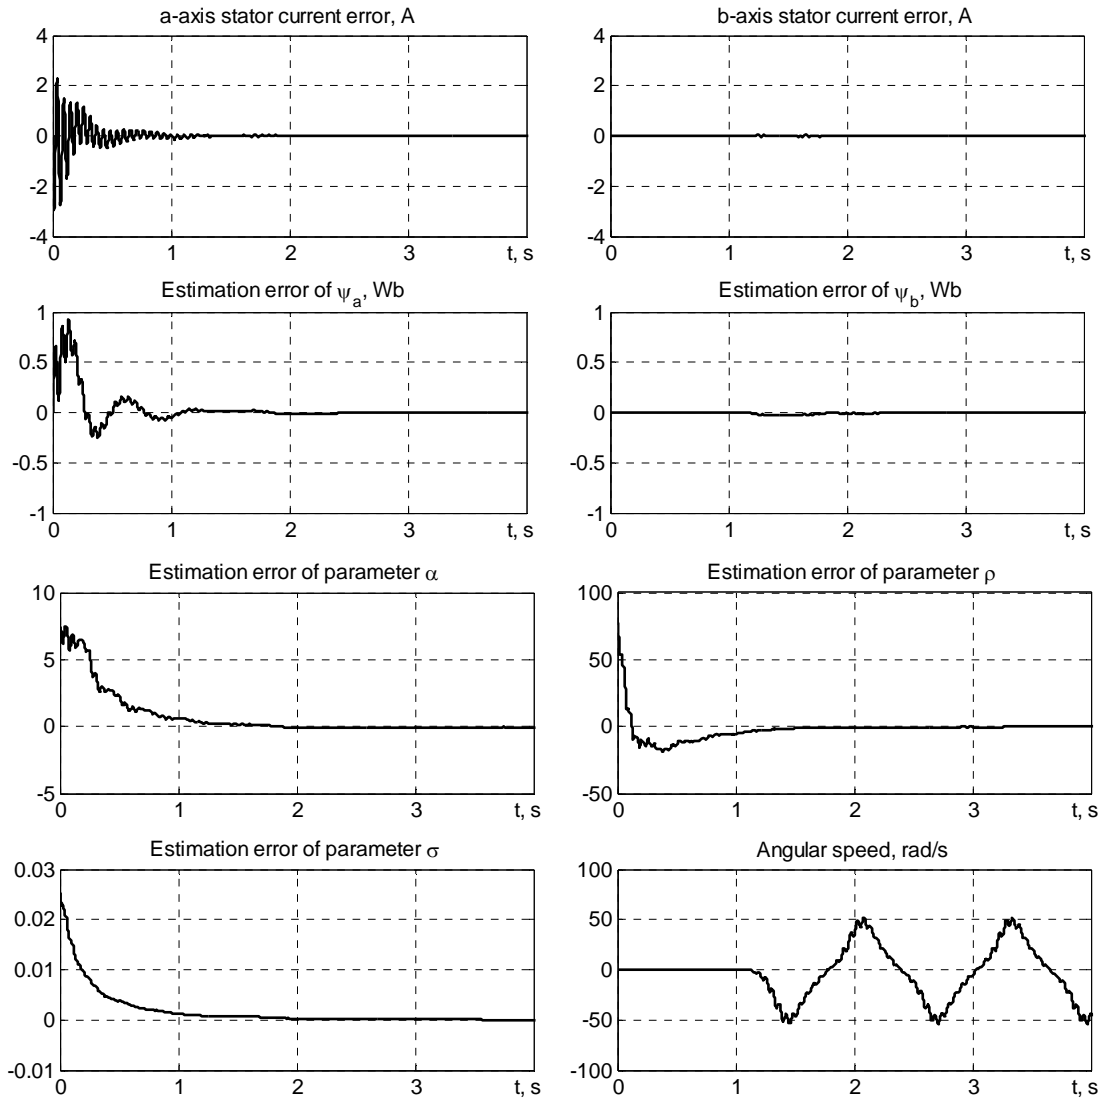 a-axis stator current error, A
4
2
0
-2
-4
0 1 2 3 t, s
b-axis stator current error, A
4
2
0
-2
-4
0 1 2 3 t, s
Estimation error of ψa, Wb
1
0.5
0
-0.5
-1
0 1 2 3 t, s
Estimation error of ψb, Wb
1
0.5
0
-0.5
-1
0 1 2 3 t, s
Estimation error of parameter α
10
5
0
-5
0 1 2 3 t, s
Estimation error of parameter ρ
100
50
0
-50
0 1 2 3 t, s
Estimation error of parameter σ
0.03
0.02
0.01
0
-0.01
0 1 2 3 t, s
Angular speed, rad/s
100
50
0
-50
-100
0 1 2 3 t, s